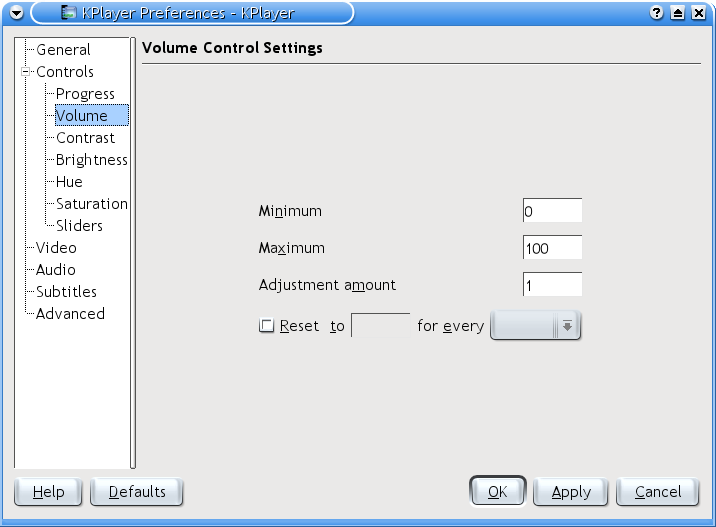 KPlayer Preferences - KPlayer
General
Controls
Progress
Volume
Contrast
Brightness
Hue
Saturation
Sliders
Video
Audio
Subtitles
Advanced
Volume Control Settings
Minimum 0
Maximum 100
Adjustment amount 1
Reset to for every
Help Defaults OK Apply Cancel